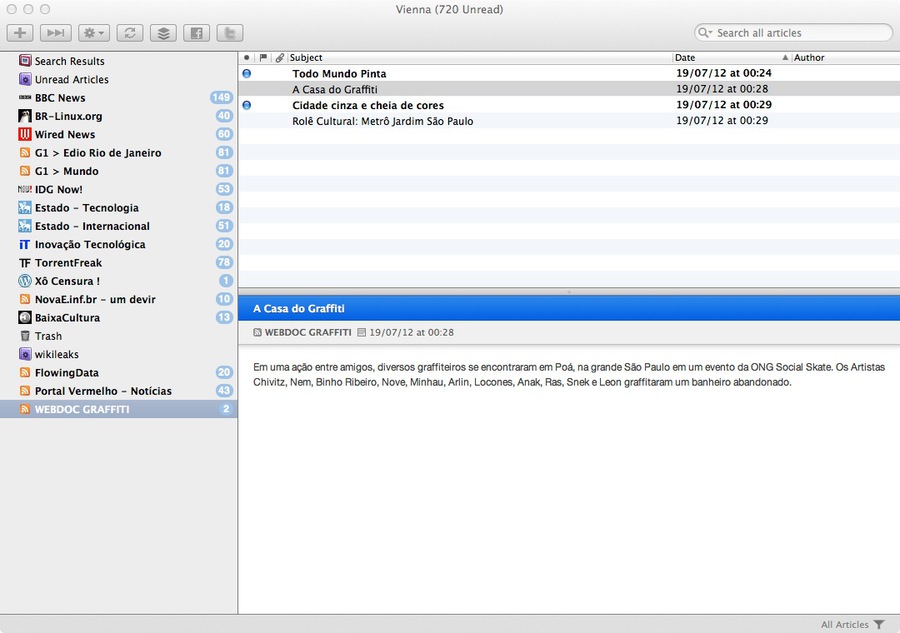 Vienna (720 Unread)
Search all articles
Search Results
Unread Articles
BBC News 149
BR-Linux.org 40
Wired News 60
G1 > Edio Rio de Janeiro 81
G1 > Mundo 81
IDG Now! 53
Estado – Tecnologia 18
Estado – Internacional 51
Inovação Tecnológica 20
TorrentFreak 78
Xô Censura ! 1
NovaE.inf.br – um devir 10
BaixaCultura 13
Trash
wikileaks
FlowingData 20
Portal Vermelho – Notícias 43
WEBDOC GRAFFITI 2
Subject Date Author
Todo Mundo Pinta 19/07/12 at 00:24
A Casa do Graffiti 19/07/12 at 00:28
Cidade cinza e cheia de cores 19/07/12 at 00:29
Rolê Cultural: Metrô Jardim São Paulo 19/07/12 at 00:29
A Casa do Graffiti
WEBDOC GRAFFITI 19/07/12 at 00:28
Em uma ação entre amigos, diversos graffiteiros se encontraram em Poá, na grande São Paulo em um evento da ONG Social Skate. Os Artistas
Chivitz, Nem, Binho Ribeiro, Nove, Minhau, Arlin, Locones, Anak, Ras, Snek e Leon graffitaram um banheiro abandonado.
All Articles